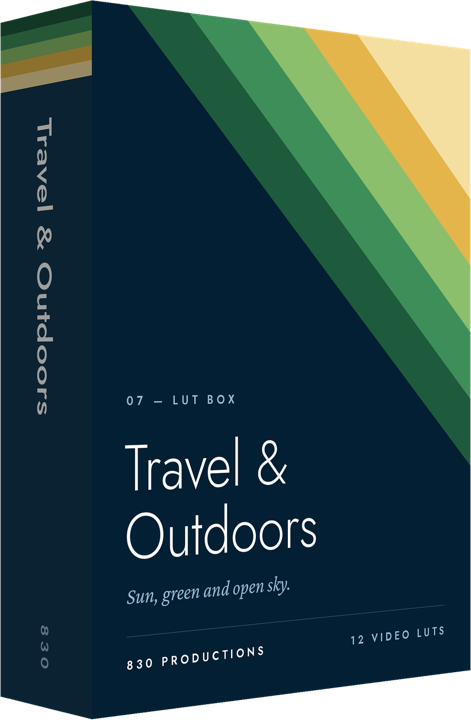 Travel & Outdoors
830
07 — LUT BOX
Travel &
Outdoors
Sun, green and open sky.
830 PRODUCTIONS
12 VIDEO LUTS